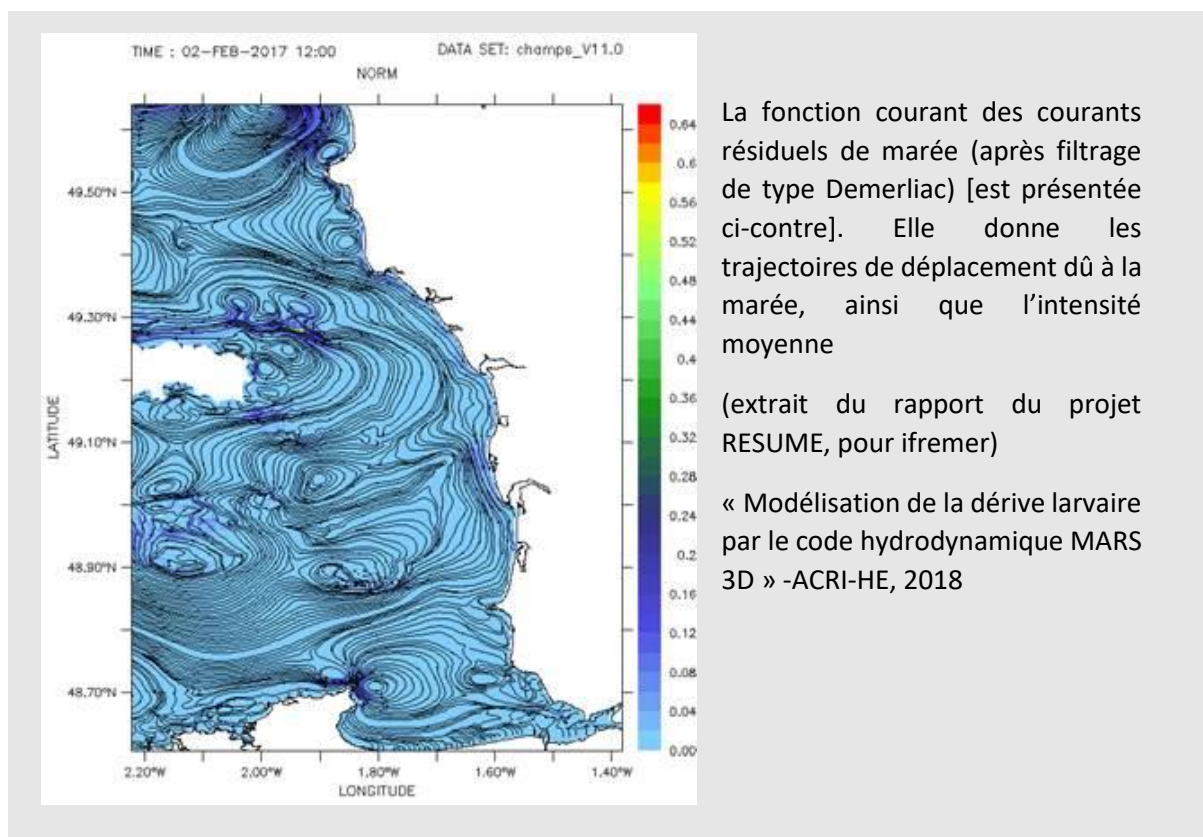 TIME : 02-FEB-2017 12:00
DATA SET: champs_V11.0
NORM
0.64
0.6
0.56
0.52
0.48
0.44
0.4
0.36
0.32
0.28
0.24
0.2
0.16
0.12
0.08
0.04
0.00
49.50°N
49.30°N
49.10°N
48.90°N
48.70°N
LATITUDE
2.20°W
2.00°W
1.80°W
1.60°W
1.40°W
LONGITUDE
La fonction courant des courants
résiduels de marée (après filtrage
de type Demerliac) [est présentée
ci-contre]. Elle donne les
trajectoires de déplacement dû à la
marée, ainsi que l’intensité
moyenne
(extrait du rapport du projet
RESUME, pour ifremer)
« Modélisation de la dérive larvaire
par le code hydrodynamique MARS
3D » -ACRI-HE, 2018